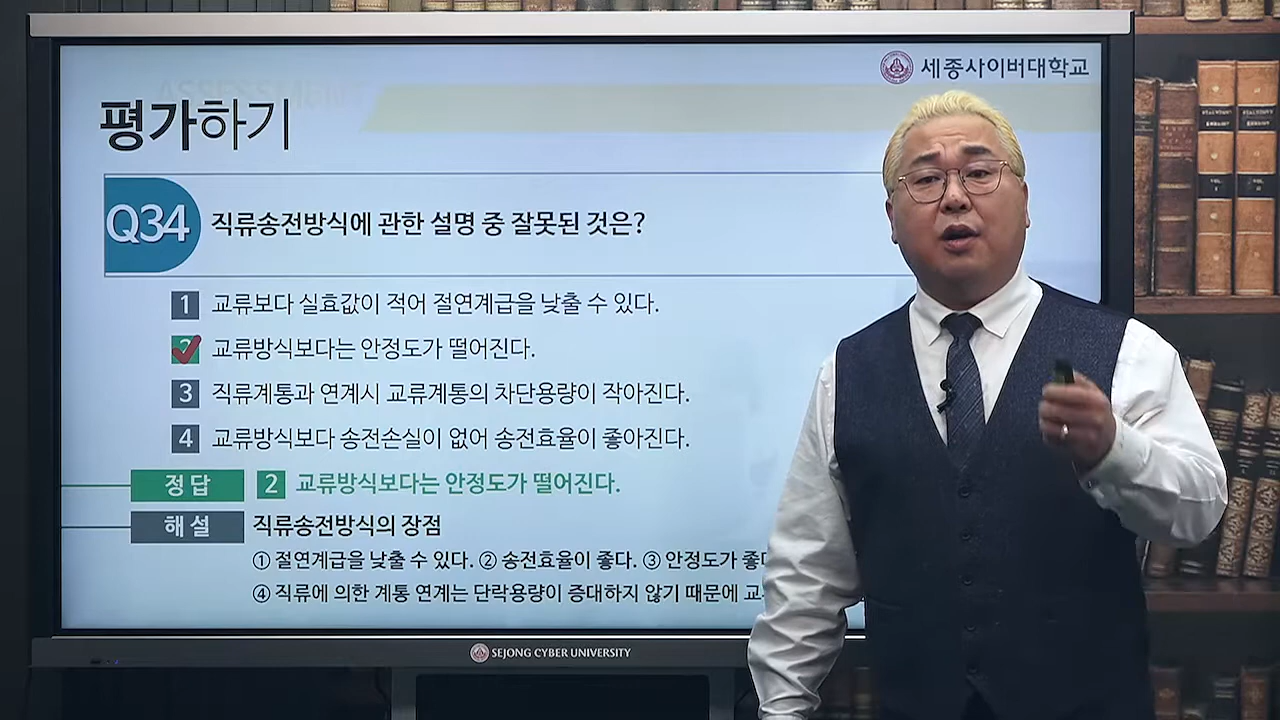 세종사이버대학교
평가하기
Q34 직류송전방식에 관한 설명 중 잘못된 것은?
1 교류보다 실효값이 적어 절연계급을 낮출 수 있다.
2 교류방식보다는 안정도가 떨어진다.
3 직류계통과 연계시 교류계통의 차단용량이 작아진다.
4 교류방식보다 송전손실이 없어 송전효율이 좋아진다.
정답 2 교류방식보다는 안정도가 떨어진다.
해설 직류송전방식의 장점
① 절연계급을 낮출 수 있다. ② 송전효율이 좋다. ③ 안정도가
④ 직류에 의한 계통 연계는 단락용량이 증대하지 않기 때문에
SEJONG CYBER UNIVERSITY